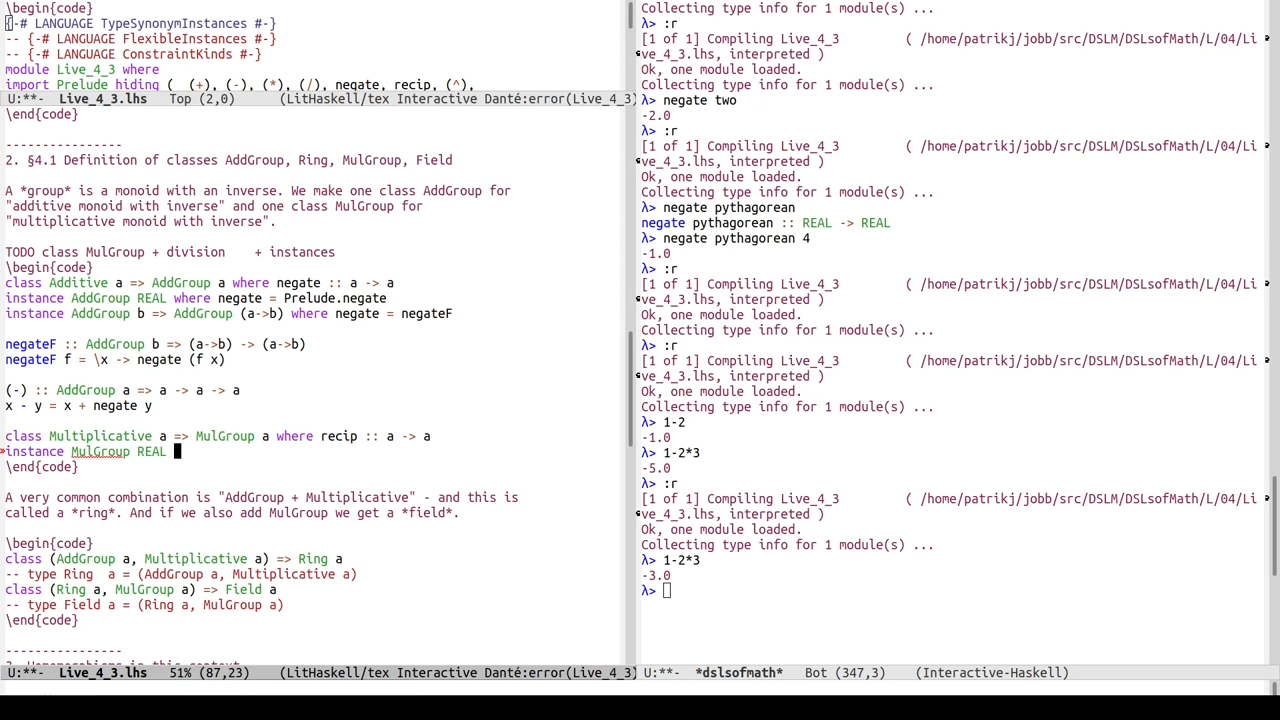 \begin{code}
{-# LANGUAGE TypeSynonymInstances #-}
-- {-# LANGUAGE FlexibleInstances #-}
-- {-# LANGUAGE ConstraintKinds #-}
module Live_4_3 where
import Prelude hiding (  (+), (-), (*), (/), negate, recip, (^),
U:**-  Live_4_3.lhs   Top (2,0)      (LitHaskell/tex Interactive Danté:error(Live_4_3)
\end{code}
----------------
2. §4.1 Definition of classes AddGroup, Ring, MulGroup, Field
A *group* is a monoid with an inverse. We make one class AddGroup for
"additive monoid with inverse" and one class MulGroup for
"multiplicative monoid with inverse".
TODO class MulGroup + division    + instances
\begin{code}
class Additive a => AddGroup a where negate :: a -> a
instance AddGroup REAL where negate = Prelude.negate
instance AddGroup b => AddGroup (a->b) where negate = negateF
negateF :: AddGroup b => (a->b) -> (a->b)
negateF f = \x -> negate (f x)
(-) :: AddGroup a => a -> a -> a
x - y = x + negate y
class Multiplicative a => MulGroup a where recip :: a -> a
instance MulGroup REAL
\end{code}
A very common combination is "AddGroup + Multiplicative" - and this is
called a *ring*. And if we also add MulGroup we get a *field*.
\begin{code}
class (AddGroup a, Multiplicative a) => Ring a
-- type Ring  a = (AddGroup a, Multiplicative a)
class (Ring a, MulGroup a) => Field a
-- type Field a = (Ring a, MulGroup a)
\end{code}
----------------
U:**-  Live_4_3.lhs   51% (87,23)    (LitHaskell/tex Interactive Danté:error(Live_4_3)
Collecting type info for 1 module(s) ...
λ> :r
[1 of 1] Compiling Live_4_3         ( /home/patrikj/jobb/src/DSLM/DSLsofMath/L/04/Li
ve_4_3.lhs, interpreted )
Ok, one module loaded.
Collecting type info for 1 module(s) ...
λ> negate two
-2.0
λ> :r
[1 of 1] Compiling Live_4_3         ( /home/patrikj/jobb/src/DSLM/DSLsofMath/L/04/Li
ve_4_3.lhs, interpreted )
Ok, one module loaded.
Collecting type info for 1 module(s) ...
λ> negate pythagorean
negate pythagorean :: REAL -> REAL
λ> negate pythagorean 4
-1.0
λ> :r
[1 of 1] Compiling Live_4_3         ( /home/patrikj/jobb/src/DSLM/DSLsofMath/L/04/Li
ve_4_3.lhs, interpreted )
Ok, one module loaded.
Collecting type info for 1 module(s) ...
λ> :r
[1 of 1] Compiling Live_4_3         ( /home/patrikj/jobb/src/DSLM/DSLsofMath/L/04/Li
ve_4_3.lhs, interpreted )
Ok, one module loaded.
Collecting type info for 1 module(s) ...
λ> 1-2
-1.0
λ> 1-2*3
-5.0
λ> :r
[1 of 1] Compiling Live_4_3         ( /home/patrikj/jobb/src/DSLM/DSLsofMath/L/04/Li
ve_4_3.lhs, interpreted )
Ok, one module loaded.
Collecting type info for 1 module(s) ...
λ> 1-2*3
-3.0
λ>
U:**-  *dslsofmath*   Bot (347,3)    (Interactive-Haskell)